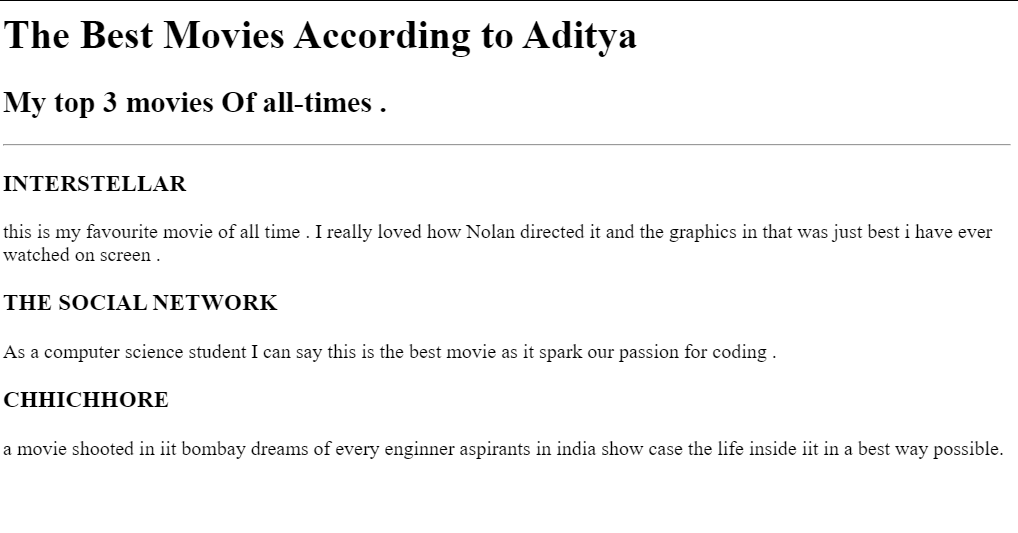 The Best Movies According to Aditya
My top 3 movies Of all-times .
INTERSTELLAR
this is my favourite movie of all time . I really loved how Nolan directed it and the graphics in that was just best i have ever
watched on screen .
THE SOCIAL NETWORK
As a computer science student I can say this is the best movie as it spark our passion for coding .
CHHICHHORE
a movie shooted in iit bombay dreams of every enginner aspirants in india show case the life inside iit in a best way possible.